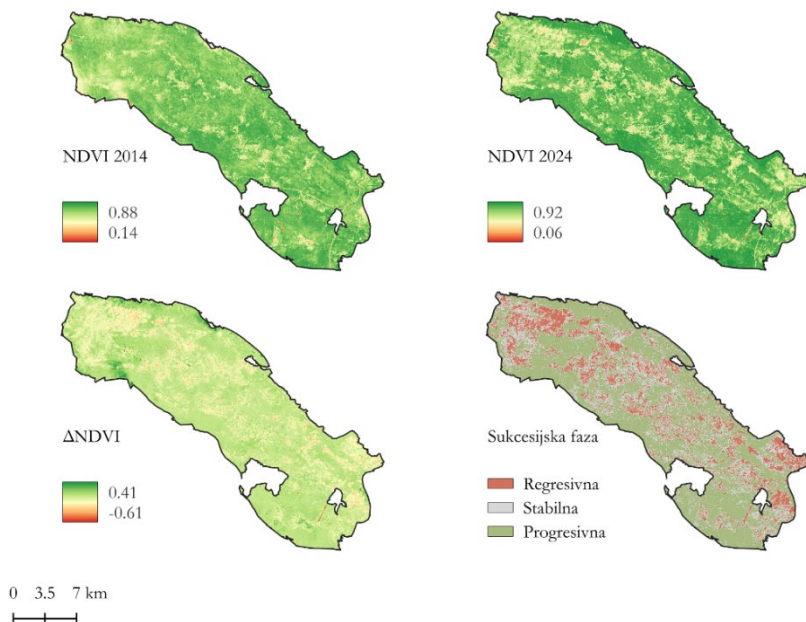 NDVI 2014
0.88
0.14
NDVI 2024
0.92
0.06
ΔNDVI
0.41
-0.61
Sukcesijska faza
Regresivna
Stabilna
Progresivna
0 3.5 7 km